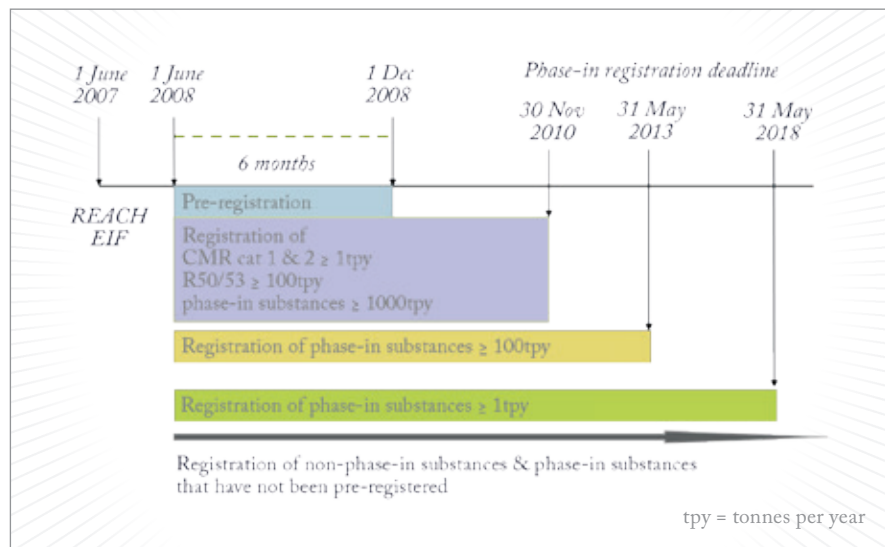 Phase-in registration deadline
1 June
2007
1 June
2008
1 Dec
2008
30 Nov
2010
31 May
2013
31 May
2018
6 months
REACH
EIF
Pre-registration
Registration of
CMR cat 1 & 2 ≥ 1tpy
R50/53 ≥ 100tpy
phase-in substances ≥ 1000tpy
Registration of phase-in substances ≥ 100tpy
Registration of phase-in substances ≥ 1tpy
Registration of non-phase-in substances & phase-in substances
that have not been pre-registered
tpy = tonnes per year